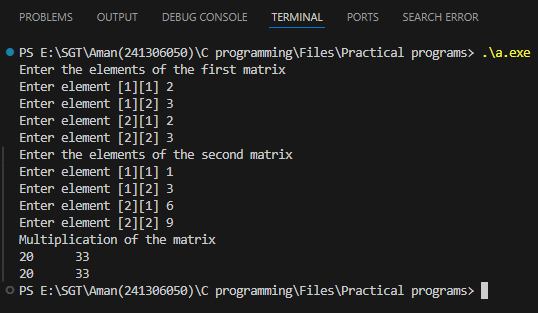 PROBLEMS OUTPUT DEBUG CONSOLE TERMINAL PORTS SEARCH ERROR
PS E:\SGT\Aman(241306050)\C programming\Files\Practical programs> .\a.exe
Enter the elements of the first matrix
Enter element [1][1] 2
Enter element [1][2] 3
Enter element [2][1] 2
Enter element [2][2] 3
Enter the elements of the second matrix
Enter element [1][1] 1
Enter element [1][2] 3
Enter element [2][1] 6
Enter element [2][2] 9
Multiplication of the matrix
20 33
20 33
PS E:\SGT\Aman(241306050)\C programming\Files\Practical programs>